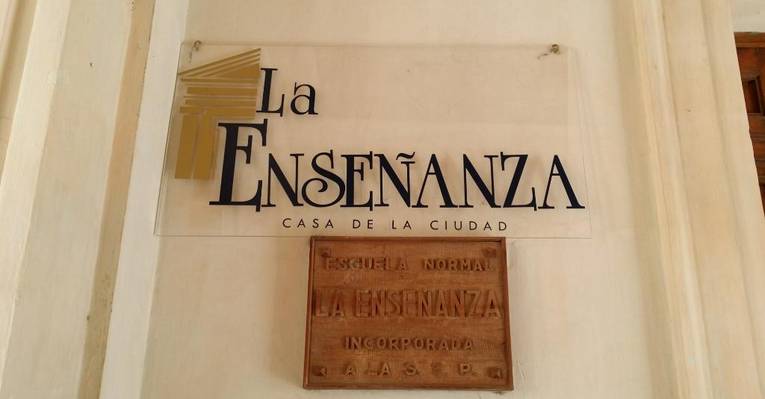 La
ENSEÑANZA
CASA DE LA CIUDAD
ESCUELA NORMAL
LA ENSEÑANZA
INCORPORADA
A LA S P.